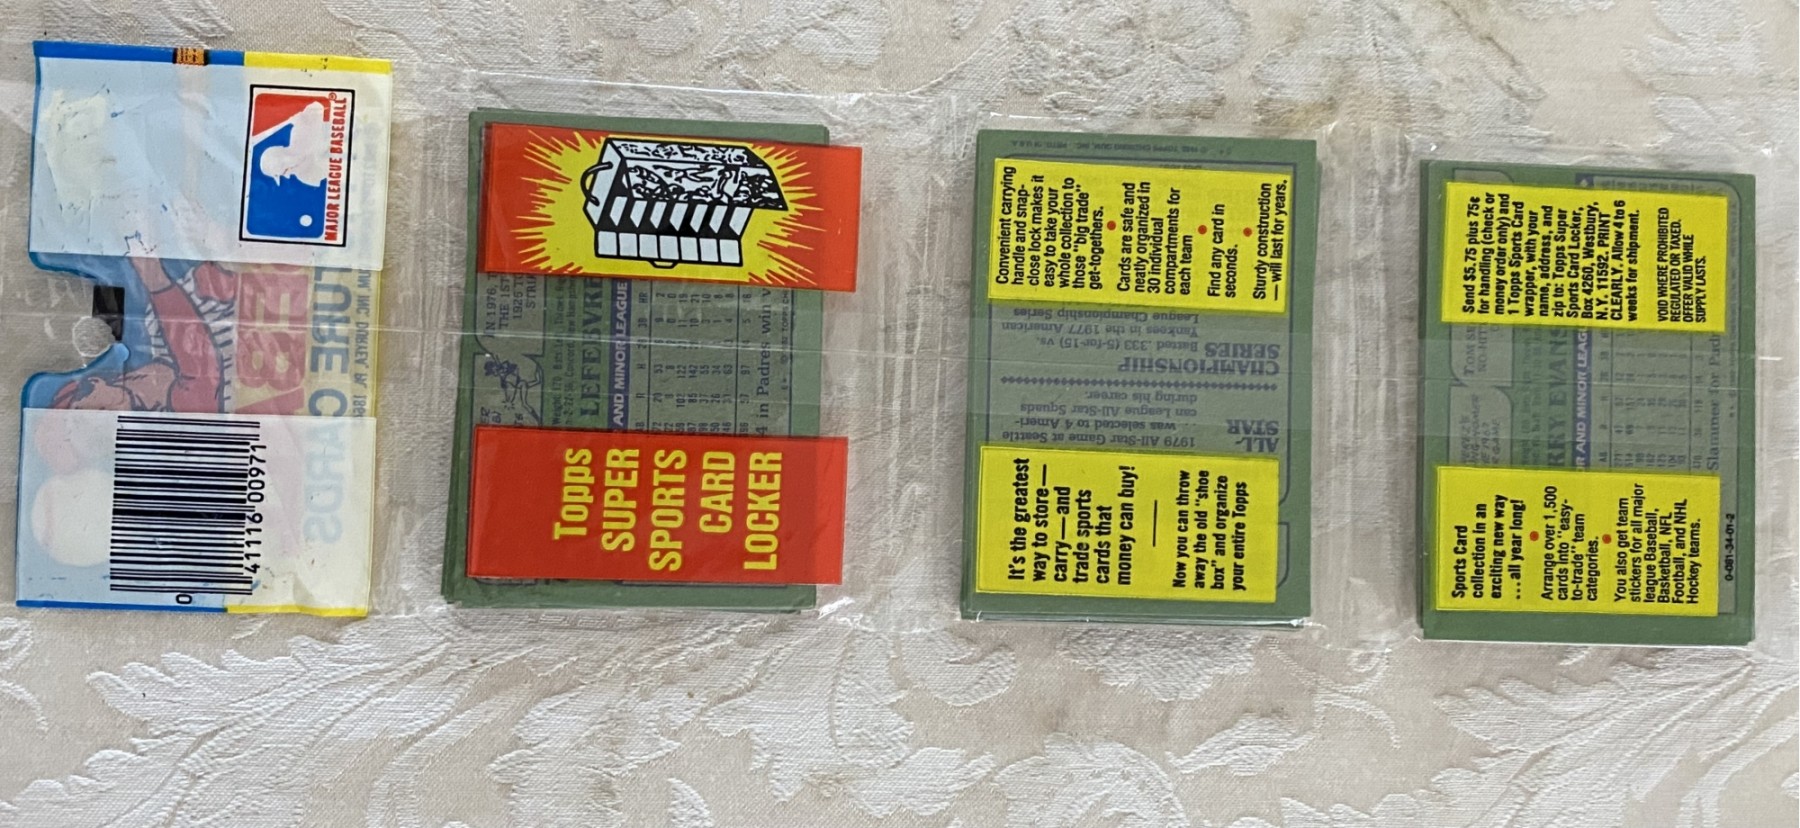 MAJOR LEAGUE BASEBALL®
0
41116 00971
Topps
SUPER
SPORTS
CARD
LOCKER
N 1976,
THE 1ST
1926 T
STRI
LEFEBVRE
AND MINOR LEAGUE
4 in Padres win v
Convenient carrying
handle and snap-
close lock makes it
easy to take your
whole collection to
those "big trade"
get-togethers.
Cards are safe and
neatly organized in
30 individual
compartments for
each team
Find any card in
seconds.
Sturdy construction
— will last for years.
It's the greatest
way to store—
carry—and
trade sports
cards that
money can buy!
Now you can throw
away the old "shoe
box" and organize
your entire Topps
CHAMPIONSHIP
SERIES
Batted .333 (5-for-15) vs.
Yankees in the 1977 American
League Championship Series
ALL-
STAR
1979 All-Star Game at Seattle
... was selected to 4 Ameri-
can League All-Star Squads
during his career.
Send $5.75 plus 75¢
for handling (check or
money order only) and
1 Topps Sports Card
wrapper, with your
name, address, and
zip to: Topps Super
Sports Card Locker,
Box 4260, Westbury,
N.Y. 11592. PRINT
CLEARLY. Allow 4 to 6
weeks for shipment.
VOID WHERE PROHIBITED
REGULATED OR TAXED.
OFFER VALID WHILE
SUPPLY LASTS.
Sports Card
collection in an
exciting new way
...all year long!
Arrange over 1,500
cards into "easy-
to-trade" team
categories.
You also get team
stickers for all major
league Baseball,
Basketball, NFL
Football, and NHL
Hockey teams.
RRY EVANS
OR AND MINOR LEAG
Slammer for Padr
0-081-34-01-2